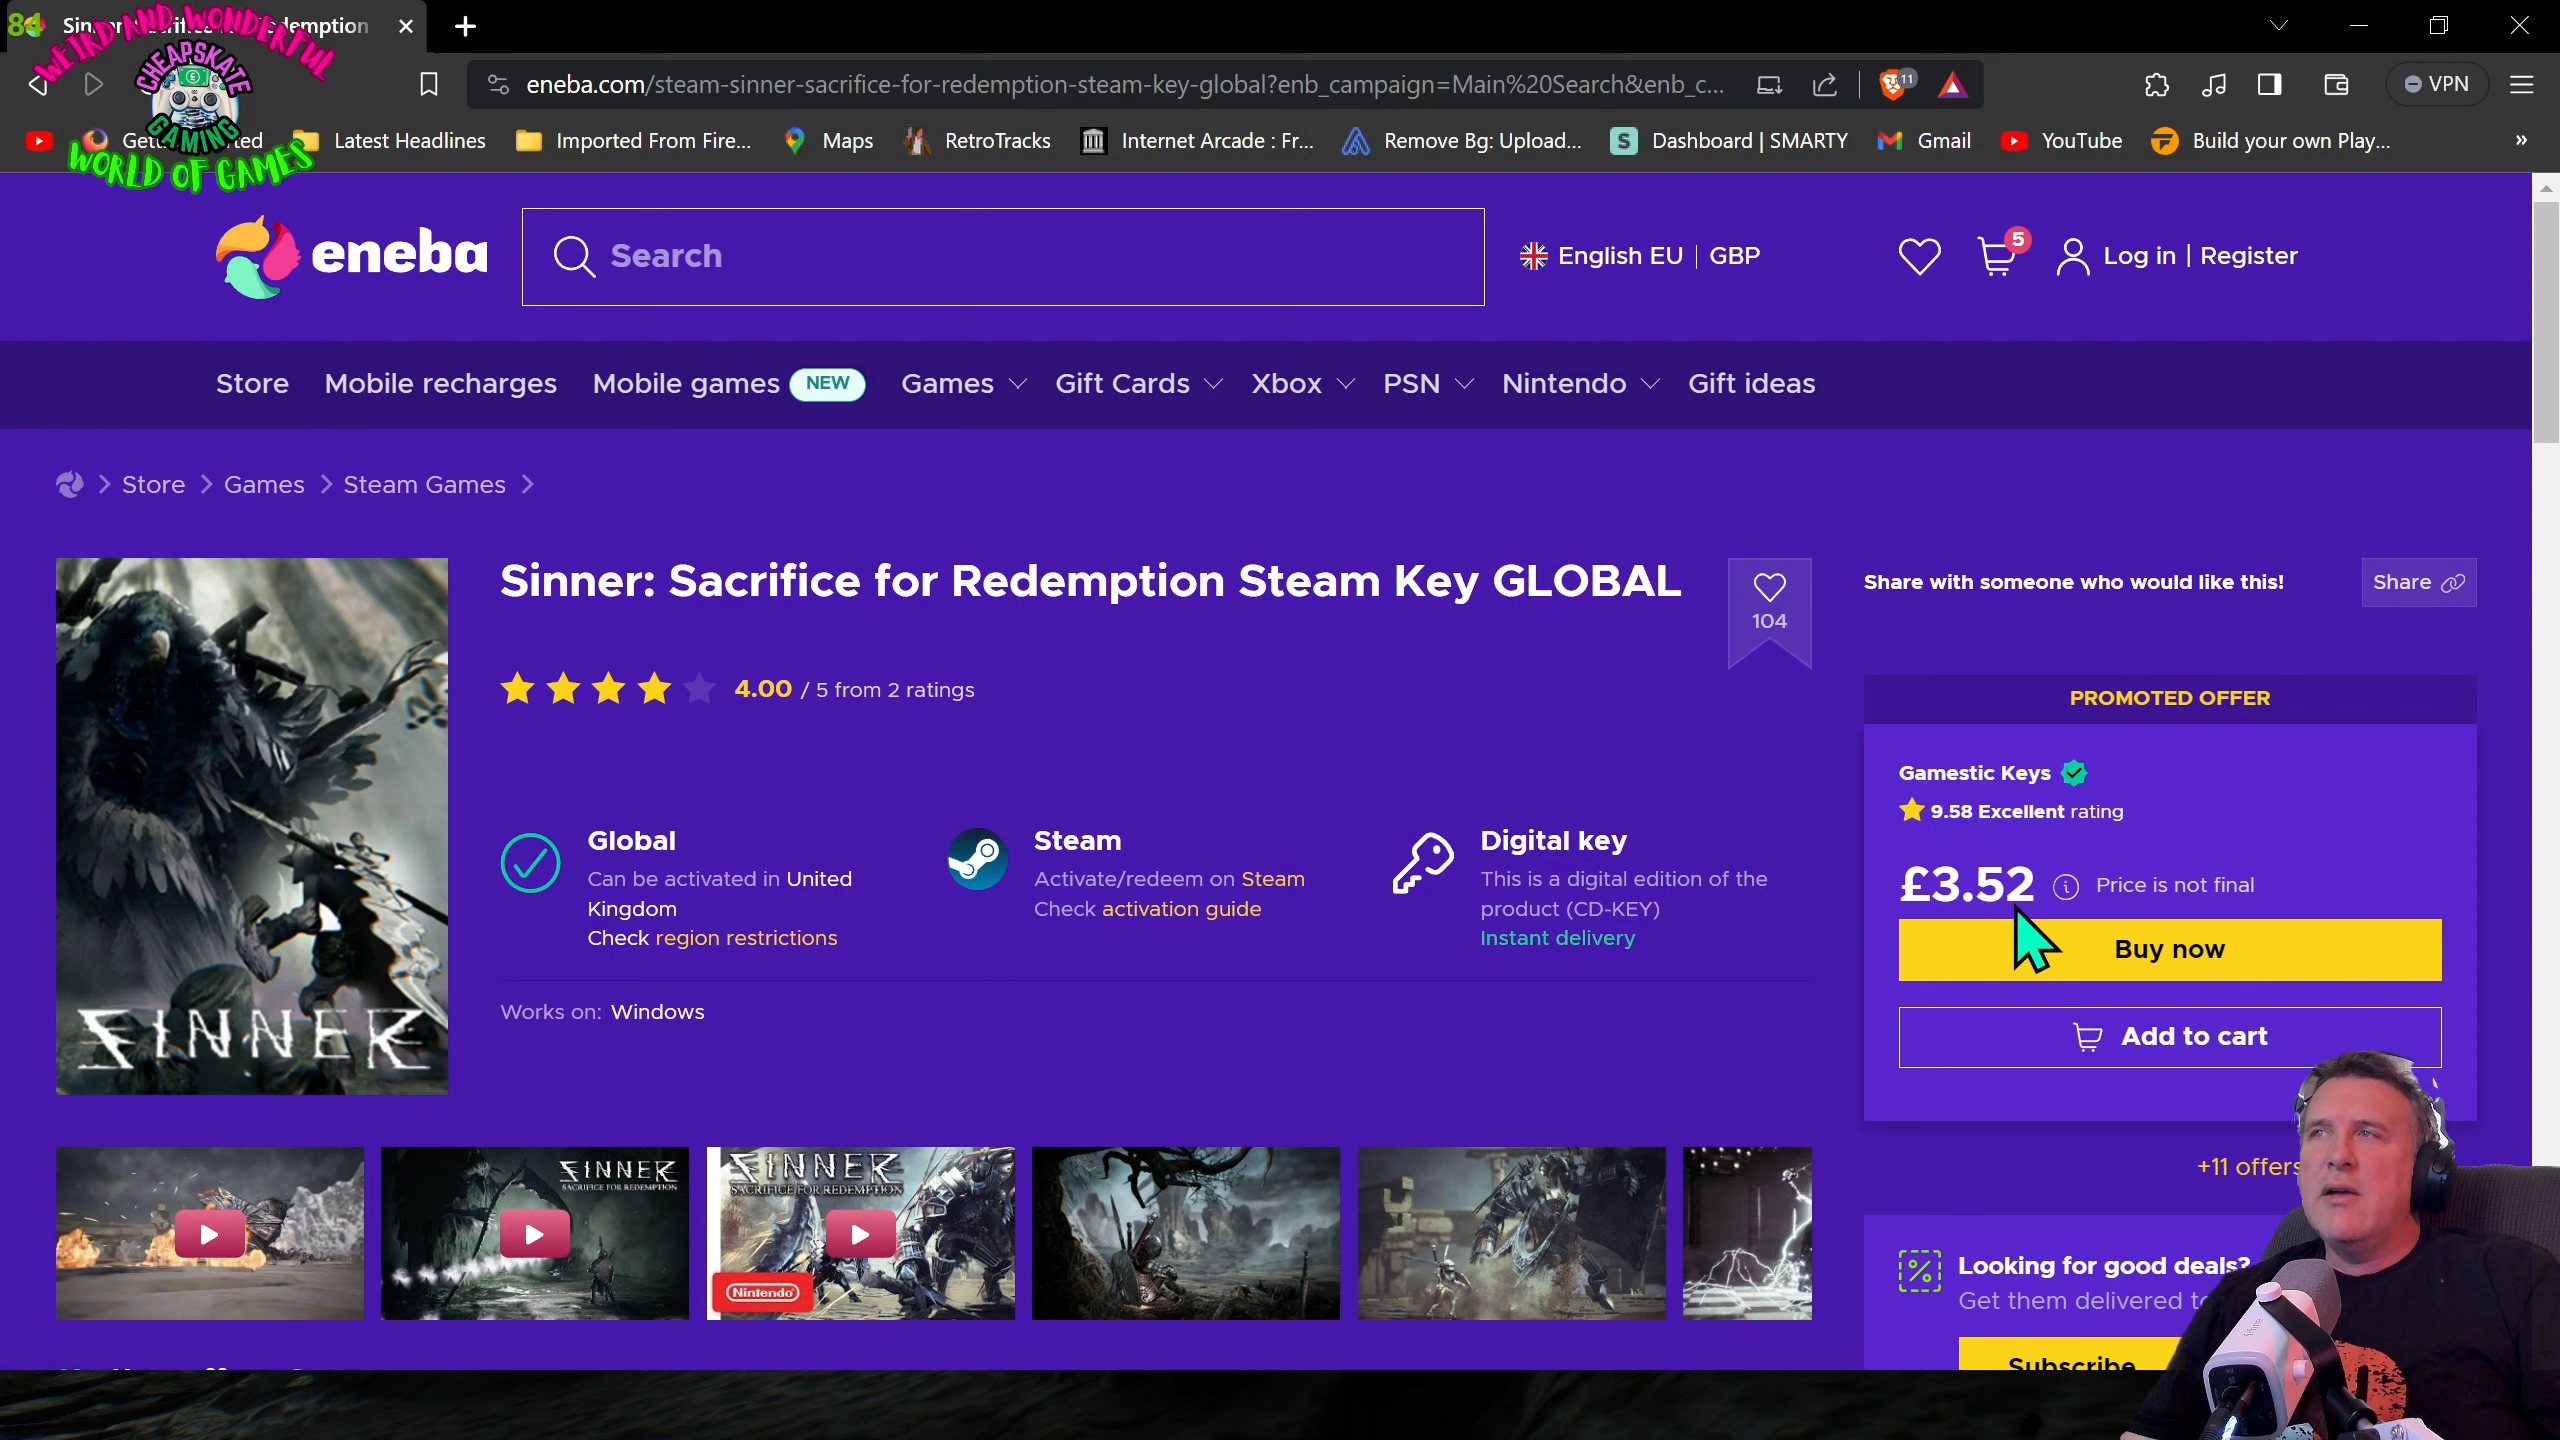 84
Sinner: Sacrifice for Redemption
WEIRD AND WONDERFUL
CHEAPSKATE
GAMING
WORLD OF GAMES
eneba.com/steam-sinner-sacrifice-for-redemption-steam-key-global?enb_campaign=Main%20Search&enb_c...
11
VPN
Latest Headlines
Imported From Fire...
Maps
RetroTracks
Internet Arcade : Fr...
Remove Bg: Upload...
Dashboard | SMARTY
Gmail
YouTube
Build your own Play...
»
eneba
Search
English EU | GBP
5
Log in | Register
Store
Mobile recharges
Mobile games NEW
Games
Gift Cards
Xbox
PSN
Nintendo
Gift ideas
Store
Games
Steam Games
Sinner: Sacrifice for Redemption Steam Key GLOBAL
104
4.00 / 5 from 2 ratings
Global
Can be activated in United
Kingdom
Check region restrictions
Steam
Activate/redeem on Steam
Check activation guide
Digital key
This is a digital edition of the
product (CD-KEY)
Instant delivery
Works on: Windows
SINNER
Share with someone who would like this!
Share
PROMOTED OFFER
Gamestic Keys
9.58 Excellent rating
£3.52
Price is not final
Buy now
Add to cart
+11 offers
SINNER
SACRIFICE FOR REDEMPTION
SINNER
SACRIFICE FOR REDEMPTION
Nintendo
Looking for good deals?
Get them delivered
Subscribe